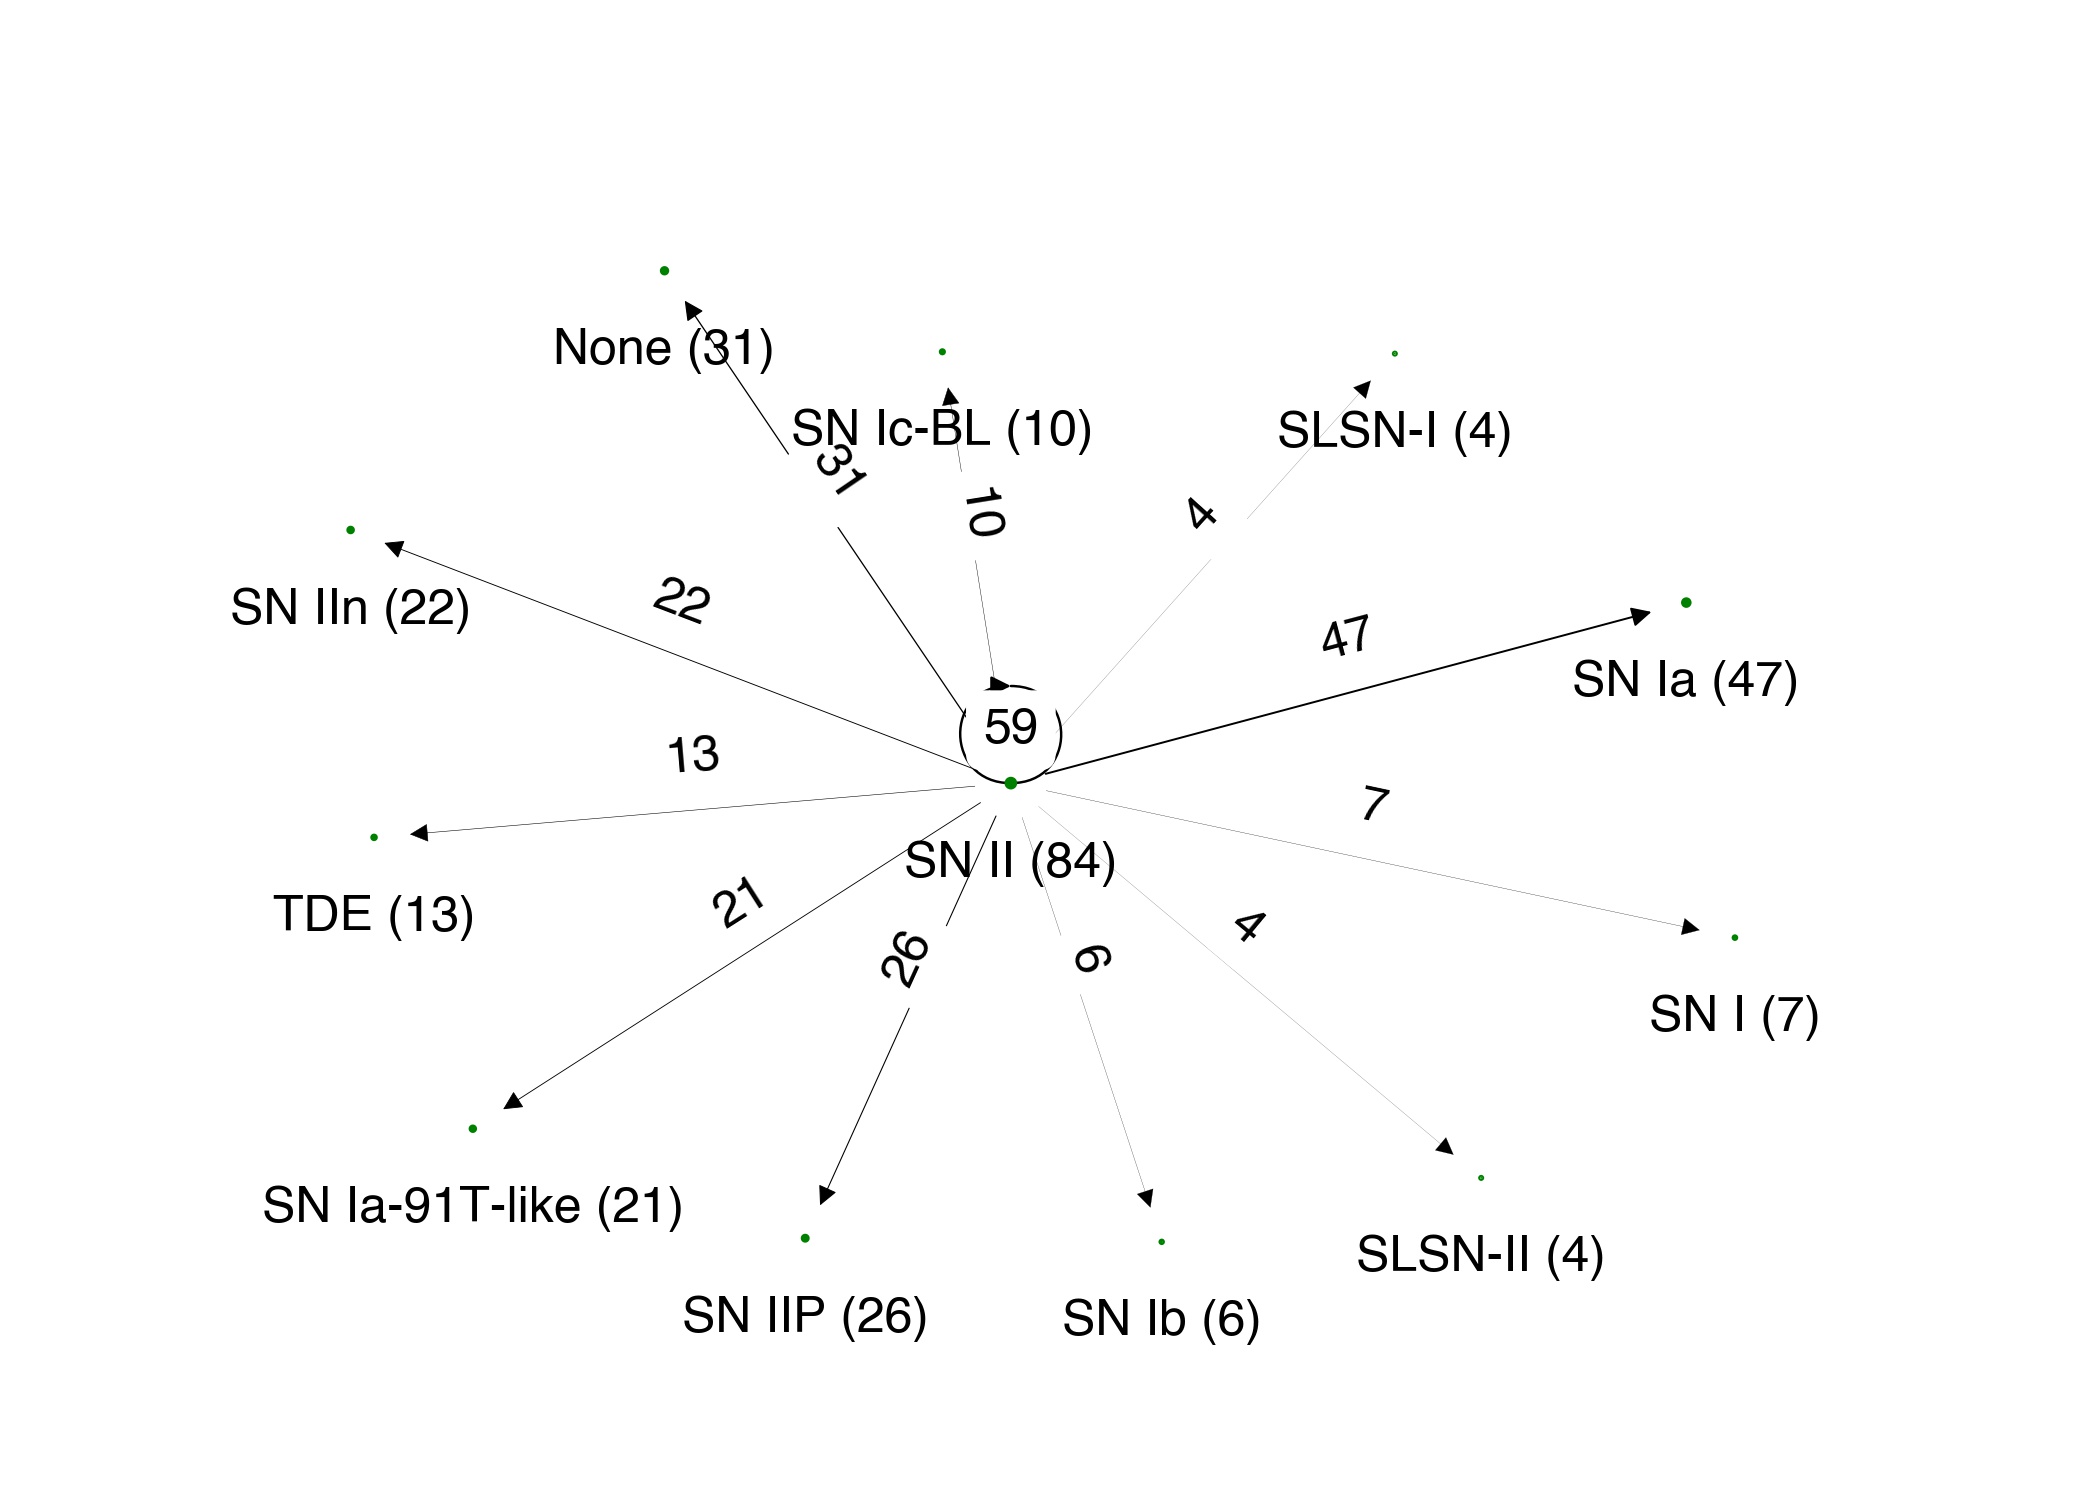 None (31)
SN Ic-BL (10)
SLSN-I (4)
31
10
4
22
SN IIn (22)
47
SN Ia (47)
59
13
7
SN II (84)
TDE (13)
21
26
6
4
SN I (7)
SN Ia-91T-like (21)
SLSN-II (4)
SN IIP (26)
SN Ib (6)